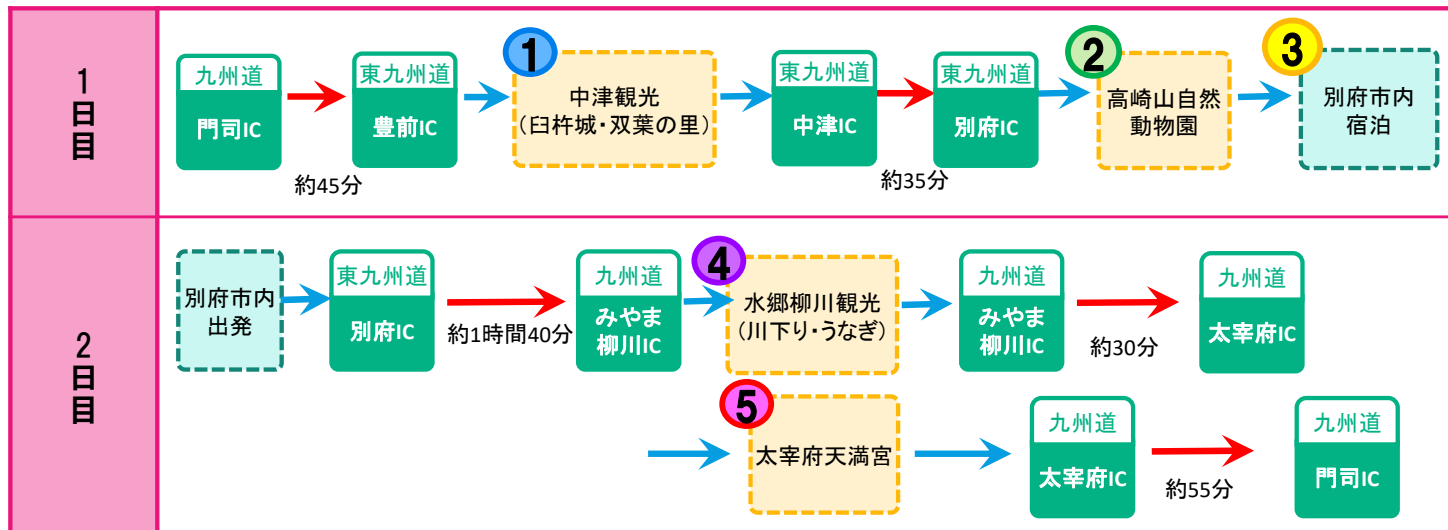 1日目
九州道
門司IC
約45分
東九州道
豊前IC
1
中津観光
(臼杵城・双葉の里)
東九州道
中津IC
約35分
東九州道
別府IC
2
高崎山自然
動物園
3
別府市内
宿泊
2日目
別府市内
出発
東九州道
別府IC
約1時間40分
九州道
みやま
柳川IC
4
水郷柳川観光
(川下り・うなぎ)
九州道
みやま
柳川IC
約30分
九州道
太宰府IC
5
太宰府天満宮
九州道
太宰府IC
約55分
九州道
門司IC